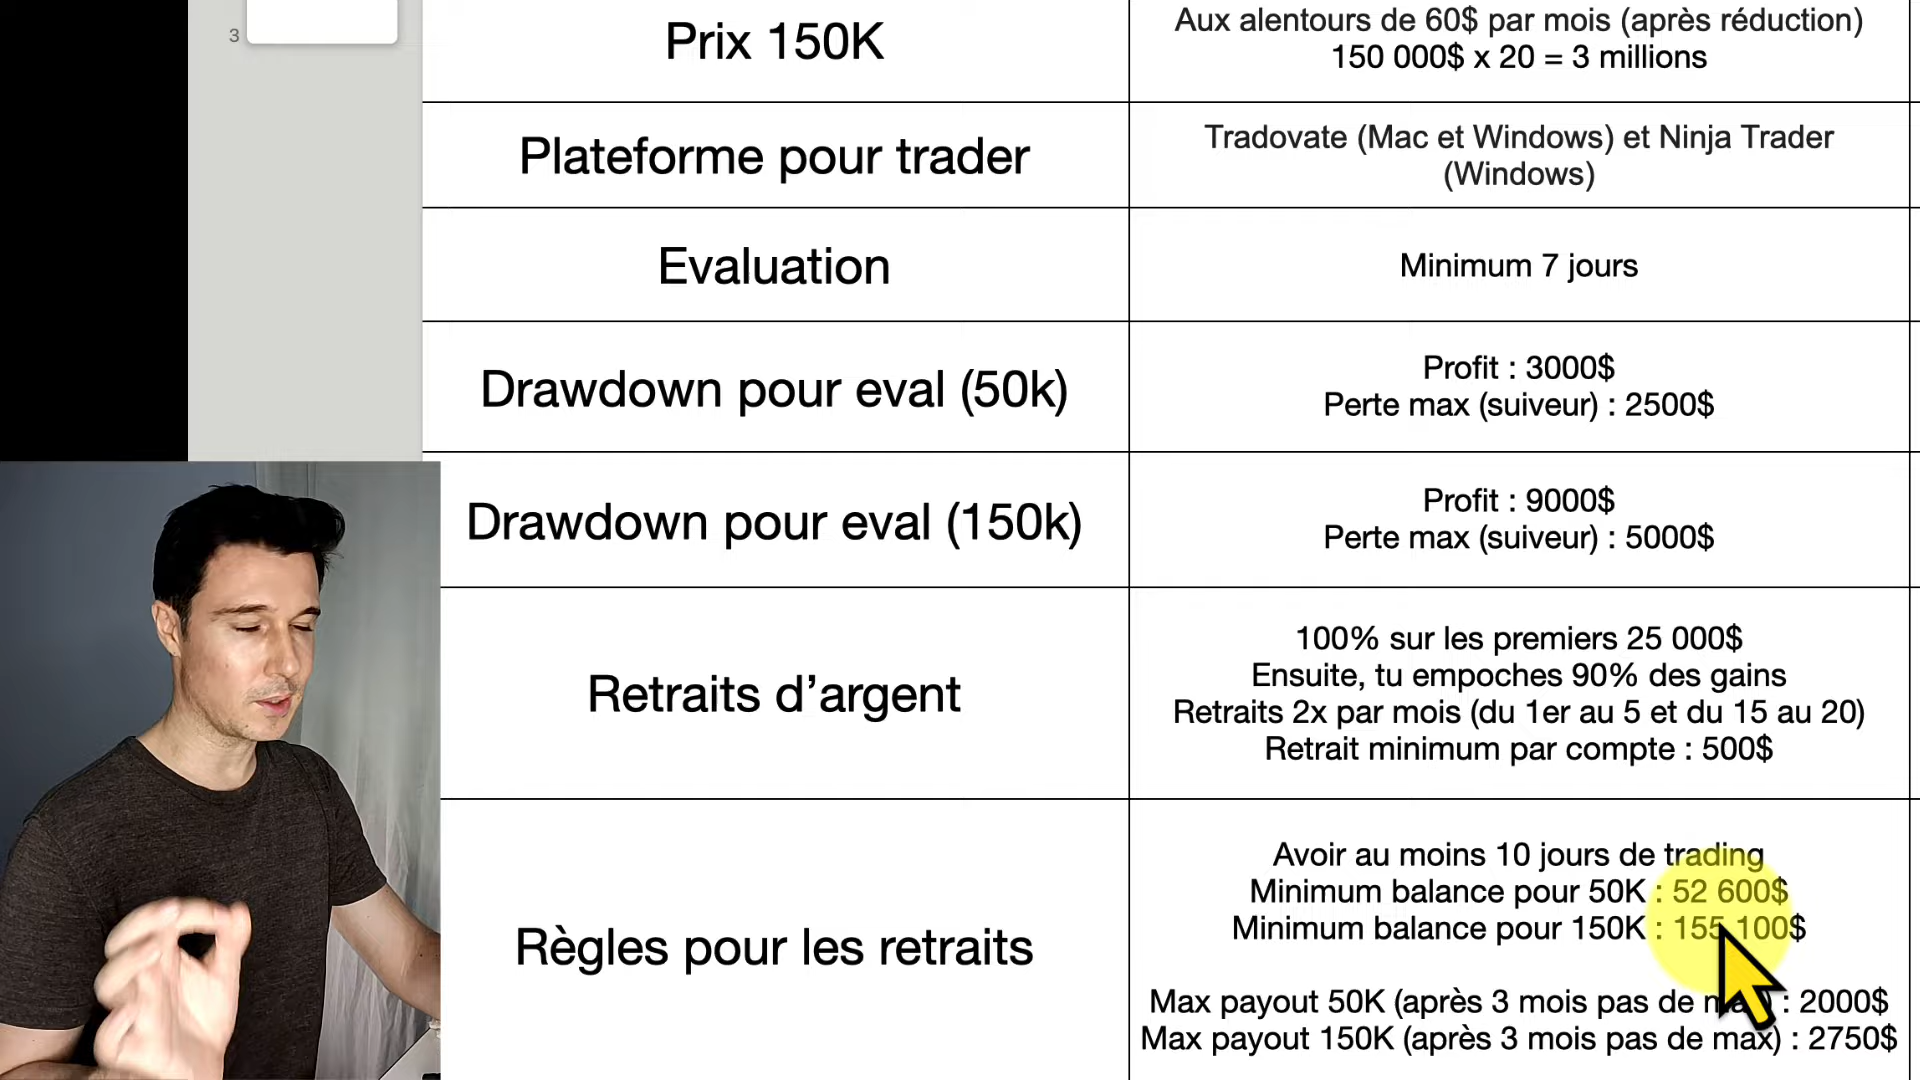 3
Prix 150K
Aux alentours de 60$ par mois (après réduction)
150 000$ x 20 = 3 millions
Plateforme pour trader
Tradovate (Mac et Windows) et Ninja Trader
(Windows)
Evaluation
Minimum 7 jours
Drawdown pour eval (50k)
Profit : 3000$
Perte max (suiveur) : 2500$
Drawdown pour eval (150k)
Profit : 9000$
Perte max (suiveur) : 5000$
Retraits d’argent
100% sur les premiers 25 000$
Ensuite, tu empoches 90% des gains
Retraits 2x par mois (du 1er au 5 et du 15 au 20)
Retrait minimum par compte : 500$
Règles pour les retraits
Avoir au moins 10 jours de trading
Minimum balance pour 50K : 52 600$
Minimum balance pour 150K : 155 100$
Max payout 50K (après 3 mois pas de max) : 2000$
Max payout 150K (après 3 mois pas de max) : 2750$